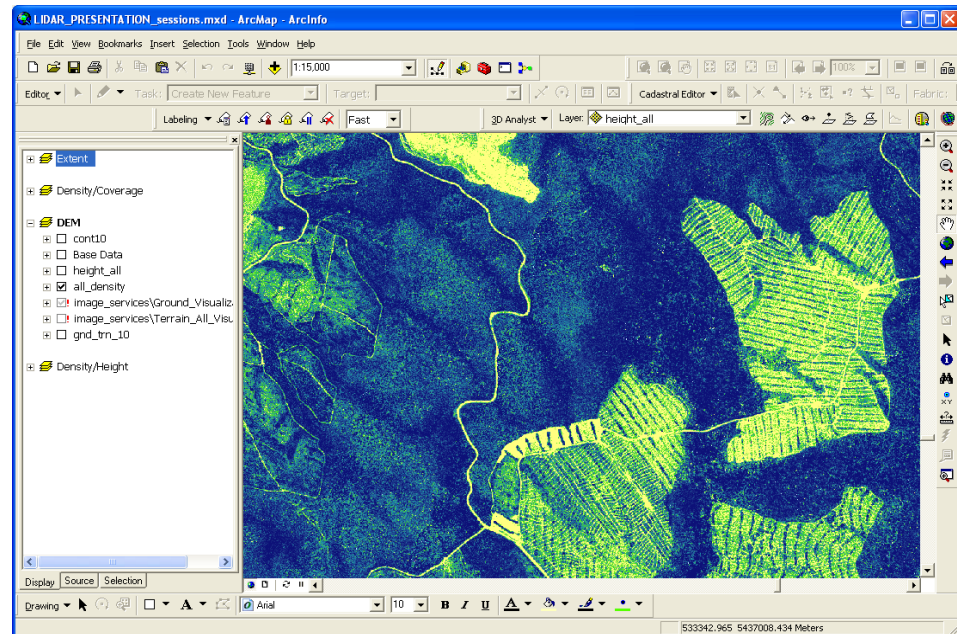 LIDAR_PRESENTATION_sessions.mxd - ArcMap - ArcInfo
File Edit View Bookmarks Insert Selection Tools Window Help
1:15,000 100%
Editor Task: Create New Feature Target: Cadastral Editor Fabric:
Labeling Fast 3D Analyst Layer: height_all
Extent
Density/Coverage
DEM
cont10
Base Data
height_all
all_density
image_services\Ground_Visualiz
image_services\Terrain_All_Visu
gnd_trn_10
Density/Height
Display Source Selection
Drawing A Arial 10 B I U A
533342.965 5437008.434 Meters